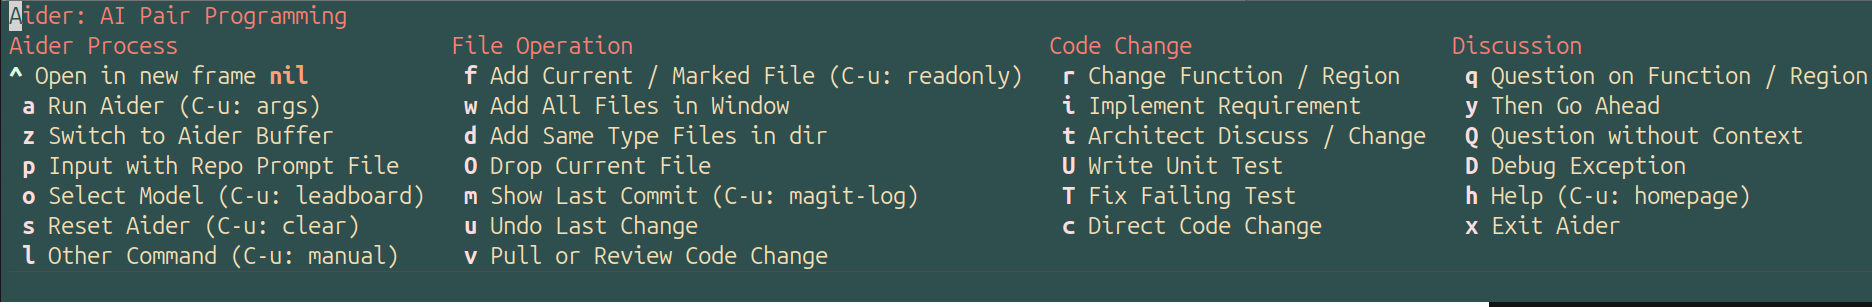 Aider: AI Pair Programming
Aider Process File Operation Code Change Discussion
^ Open in new frame nil f Add Current / Marked File (C-u: readonly) r Change Function / Region q Question on Function / Region
a Run Aider (C-u: args) w Add All Files in Window i Implement Requirement y Then Go Ahead
z Switch to Aider Buffer d Add Same Type Files in dir t Architect Discuss / Change Q Question without Context
p Input with Repo Prompt File O Drop Current File U Write Unit Test D Debug Exception
o Select Model (C-u: leadboard) m Show Last Commit (C-u: magit-log) T Fix Failing Test h Help (C-u: homepage)
s Reset Aider (C-u: clear) u Undo Last Change c Direct Code Change x Exit Aider
l Other Command (C-u: manual) v Pull or Review Code Change